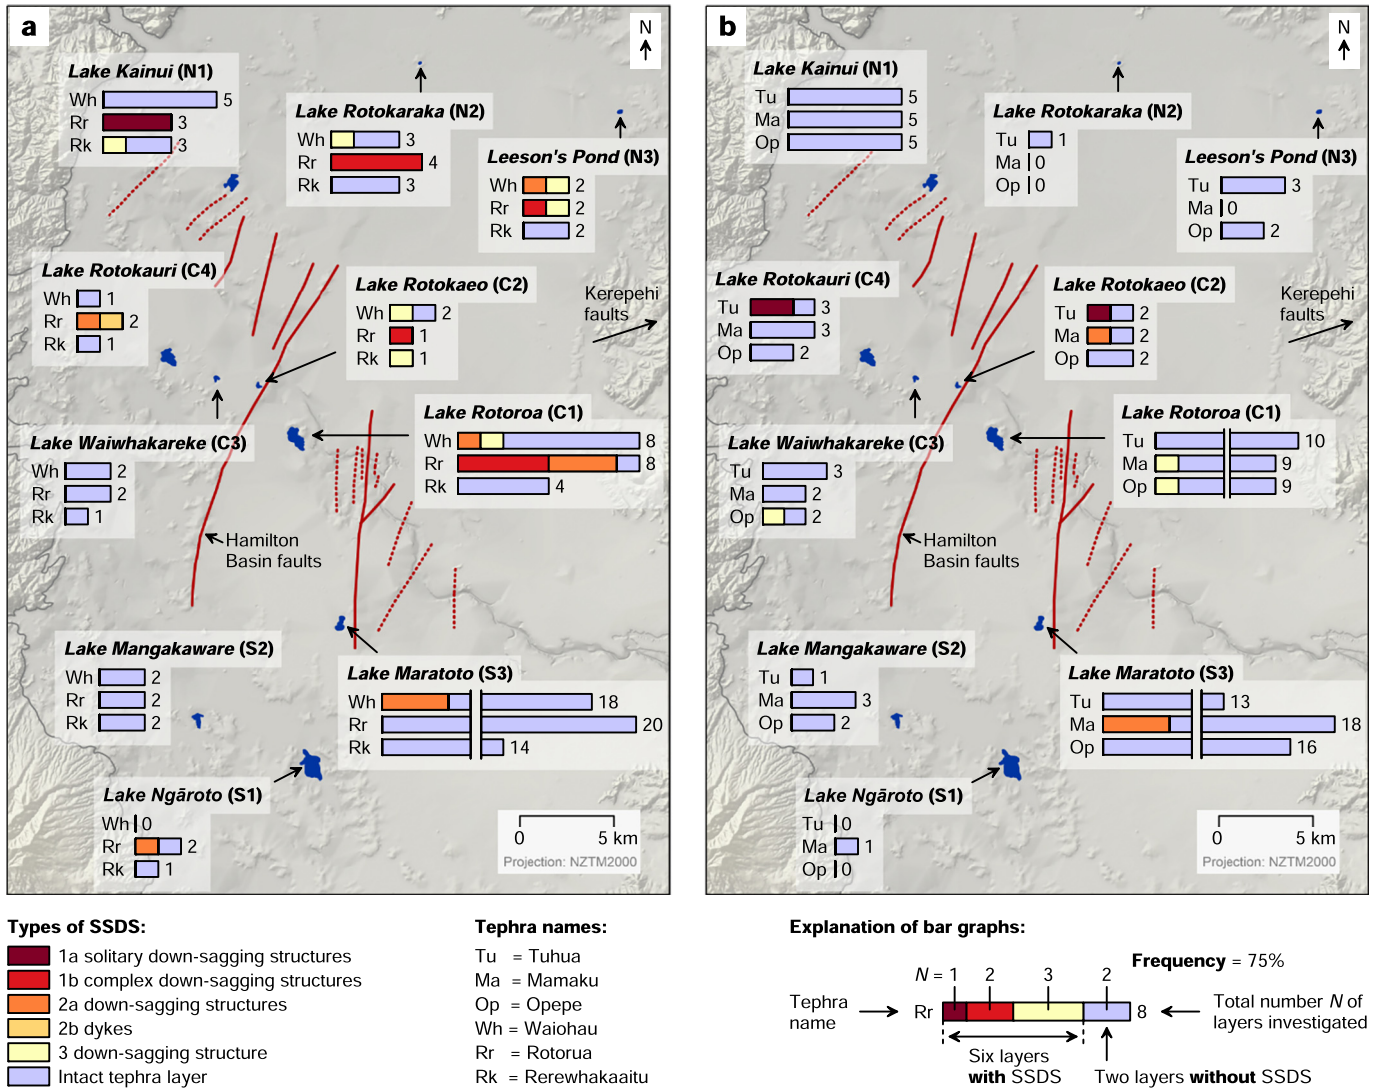 a
N
Lake Kainui (N1)
Wh 5
Rr 3
Rk 3
Lake Rotokaraka (N2)
Wh 3
Rr 4
Rk 3
Leeson's Pond (N3)
Wh 2
Rr 2
Rk 2
Lake Rotokauri (C4)
Wh 1
Rr 2
Rk 1
Lake Rotokaeo (C2)
Wh 2
Rr 1
Rk 1
Kerepehi
faults
Lake Rotoroa (C1)
Wh 8
Rr 8
Rk 4
Lake Waiwhakareke (C3)
Wh 2
Rr 2
Rk 1
Hamilton
Basin faults
Lake Mangakaware (S2)
Wh 2
Rr 2
Rk 2
Lake Maratoto (S3)
Wh 18
Rr 20
Rk 14
Lake Ngāroto (S1)
Wh 0
Rr 2
Rk 1
0 5 km
Projection: NZTM2000
b
N
Lake Kainui (N1)
Tu 5
Ma 5
Op 5
Lake Rotokaraka (N2)
Tu 1
Ma 0
Op 0
Leeson's Pond (N3)
Tu 3
Ma 0
Op 2
Lake Rotokauri (C4)
Tu 3
Ma 3
Op 2
Lake Rotokaeo (C2)
Tu 2
Ma 2
Op 2
Kerepehi
faults
Lake Rotoroa (C1)
Tu 10
Ma 9
Op 9
Lake Waiwhakareke (C3)
Tu 3
Ma 2
Op 2
Hamilton
Basin faults
Lake Mangakaware (S2)
Tu 1
Ma 3
Op 2
Lake Maratoto (S3)
Tu 13
Ma 18
Op 16
Lake Ngāroto (S1)
Tu 0
Ma 1
Op 0
0 5 km
Projection: NZTM2000
Types of SSDS:
1a solitary down-sagging structures
1b complex down-sagging structures
2a down-sagging structures
2b dykes
3 down-sagging structure
Intact tephra layer
Tephra names:
Tu = Tuhua
Ma = Mamaku
Op = Opepe
Wh = Waiohau
Rr = Rotorua
Rk = Rerewhakaaitu
Explanation of bar graphs:
Frequency = 75%
N = 1 2 3 2
Tephra
name
Rr 8
Total number N of
layers investigated
Six layers
with SSDS
Two layers without SSDS